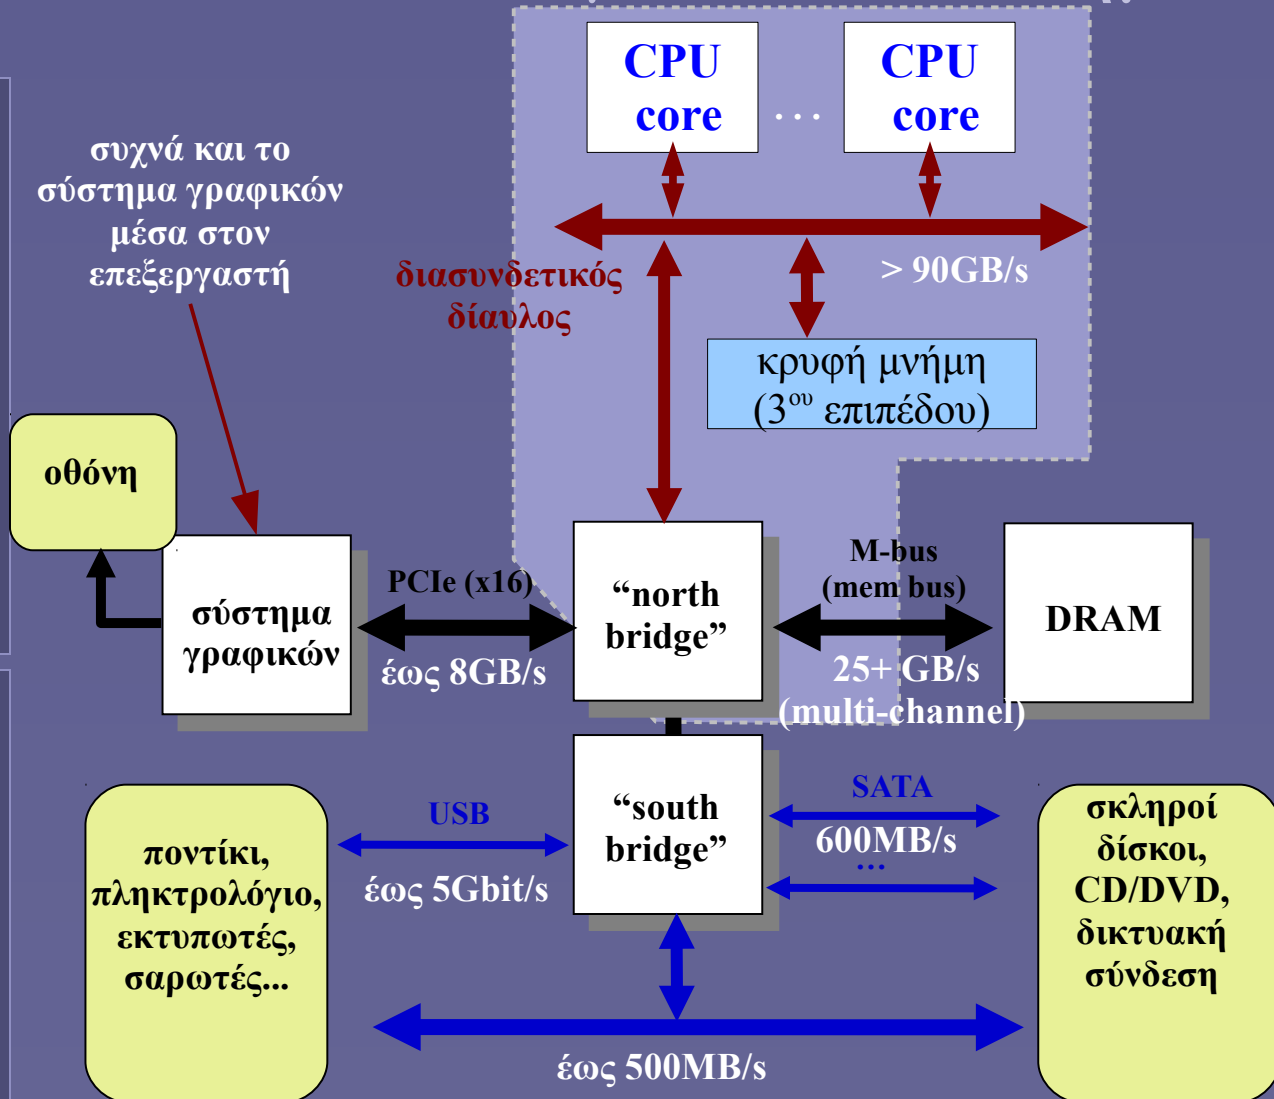 CPU
core
…
CPU
core
συχνά και το
σύστημα γραφικών
μέσα στον
επεξεργαστή
διασυνδετικός
δίαυλος
> 90GB/s
κρυφή μνήμη
(3ου επιπέδου)
οθόνη
σύστημα
γραφικών
PCIe (x16)
έως 8GB/s
“north
bridge”
M-bus
(mem bus)
25+ GB/s
(multi-channel)
DRAM
ποντίκι,
πληκτρολόγιο,
εκτυπωτές,
σαρωτές...
USB
έως 5Gbit/s
“south
bridge”
SATA
600MB/s
…
σκληροί
δίσκοι,
CD/DVD,
δικτυακή
σύνδεση
έως 500MB/s